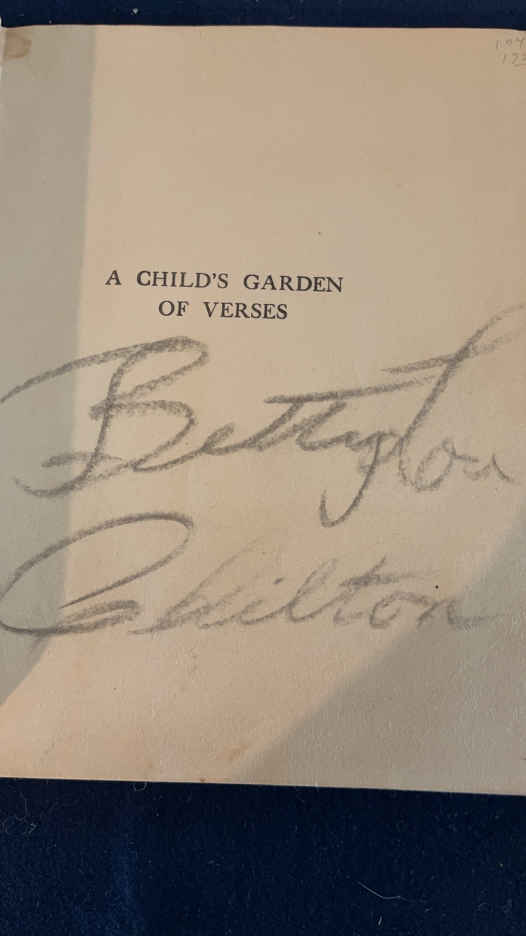 A CHILD'S GARDEN
OF VERSES
Bettylou
Chilton